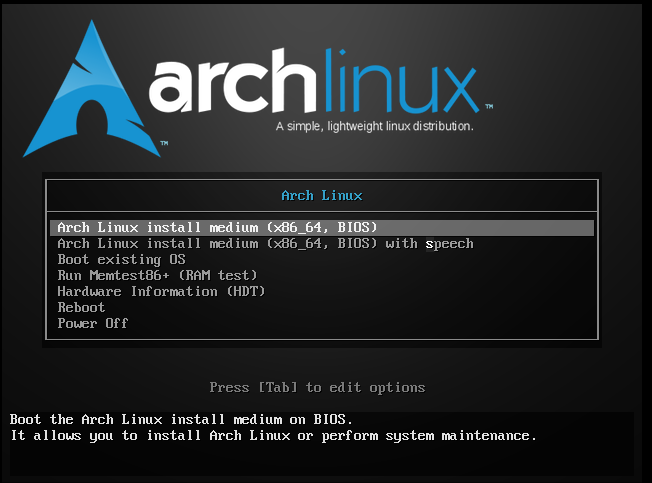 archlinux™
A simple, lightweight linux distribution.
™
Arch Linux
Arch Linux install medium (x86_64, BIOS)
Arch Linux install medium (x86_64, BIOS) with speech
Boot existing OS
Run Memtest86+ (RAM test)
Hardware Information (HDT)
Reboot
Power Off
Press [Tab] to edit options
Boot the Arch Linux install medium on BIOS.
It allows you to install Arch Linux or perform system maintenance.